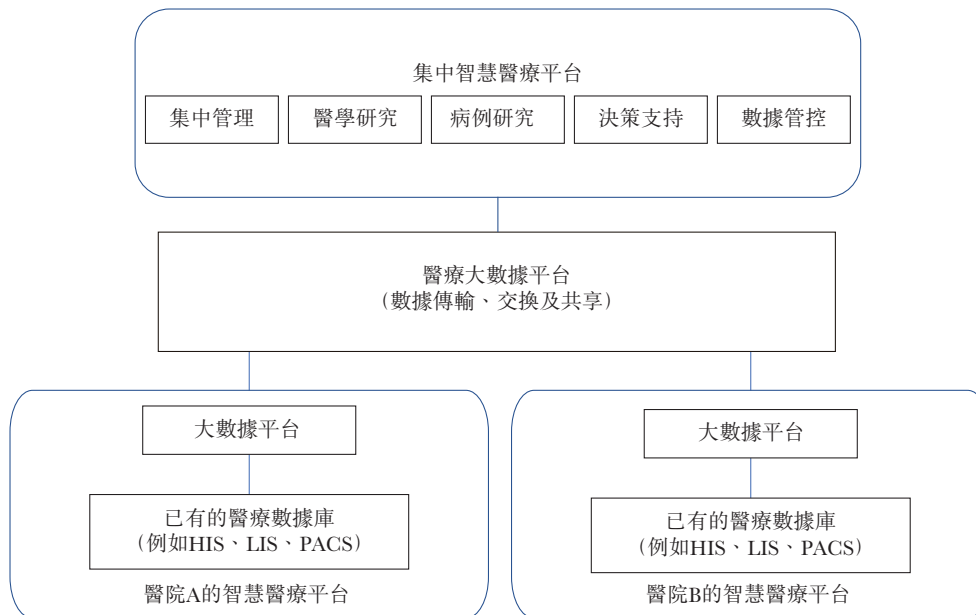 集中智慧醫療平台
集中管理
醫學研究
病例研究
決策支持
數據管控
醫療大數據平台
(數據傳輸、交換及共享)
大數據平台
已有的醫療數據庫
(例如HIS、LIS、PACS)
醫院A的智慧醫療平台
大數據平台
已有的醫療數據庫
(例如HIS、LIS、PACS)
醫院B的智慧醫療平台